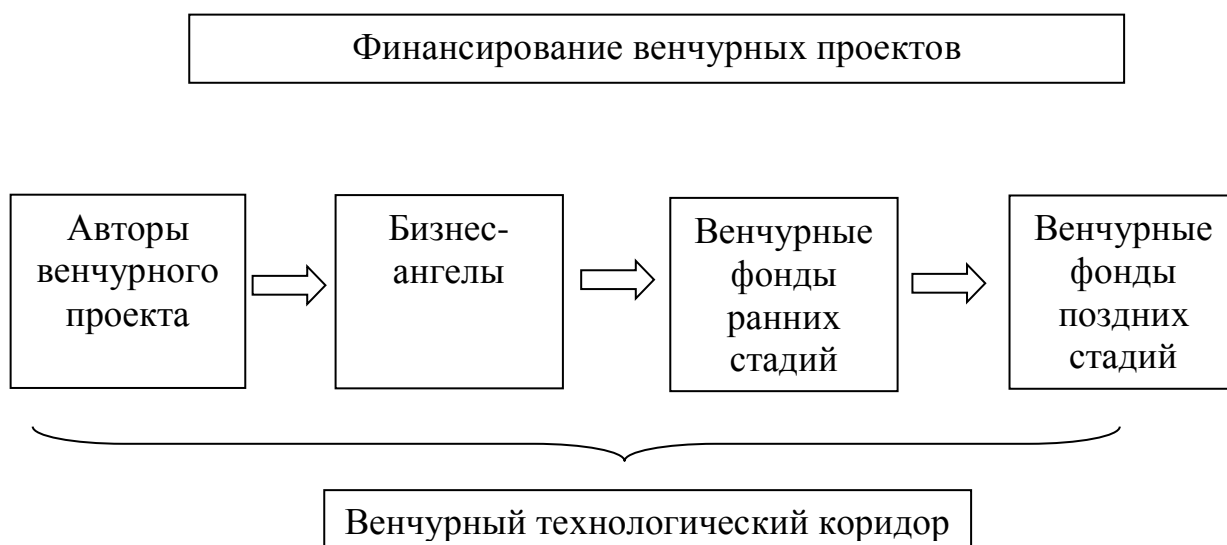 Финансирование венчурных проектов
Авторы
венчурного
проекта
Бизнес-
ангелы
Венчурные
фонды
ранних
стадий
Венчурные
фонды
поздних
стадий
Венчурный технологический коридор